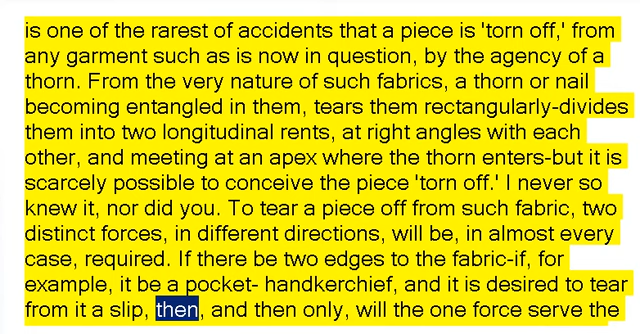 is one of the rarest of accidents that a piece is 'torn off,' from
any garment such as is now in question, by the agency of a
thorn. From the very nature of such fabrics, a thorn or nail
becoming entangled in them, tears them rectangularly-divides
them into two longitudinal rents, at right angles with each
other, and meeting at an apex where the thorn enters-but it is
scarcely possible to conceive the piece 'torn off.' I never so
knew it, nor did you. To tear a piece off from such fabric, two
distinct forces, in different directions, will be, in almost every
case, required. If there be two edges to the fabric-if, for
example, it be a pocket- handkerchief, and it is desired to tear
from it a slip, then, and then only, will the one force serve the